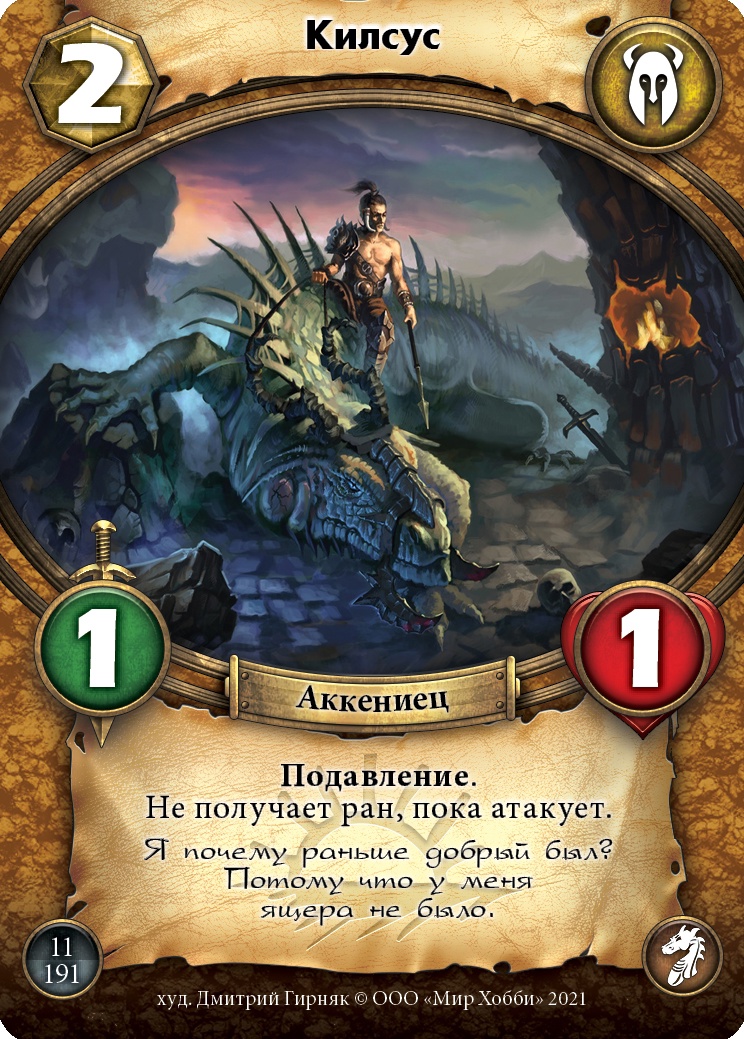 Килсус
2
1
1
Аккениец
Подавление.
Не получает ран, пока атакует.
Я почему раньше добрый был?
Потому что у меня
ящера не было.
11
191
худ. Дмитрий Гирняк © ООО «Мир Хобби» 2021